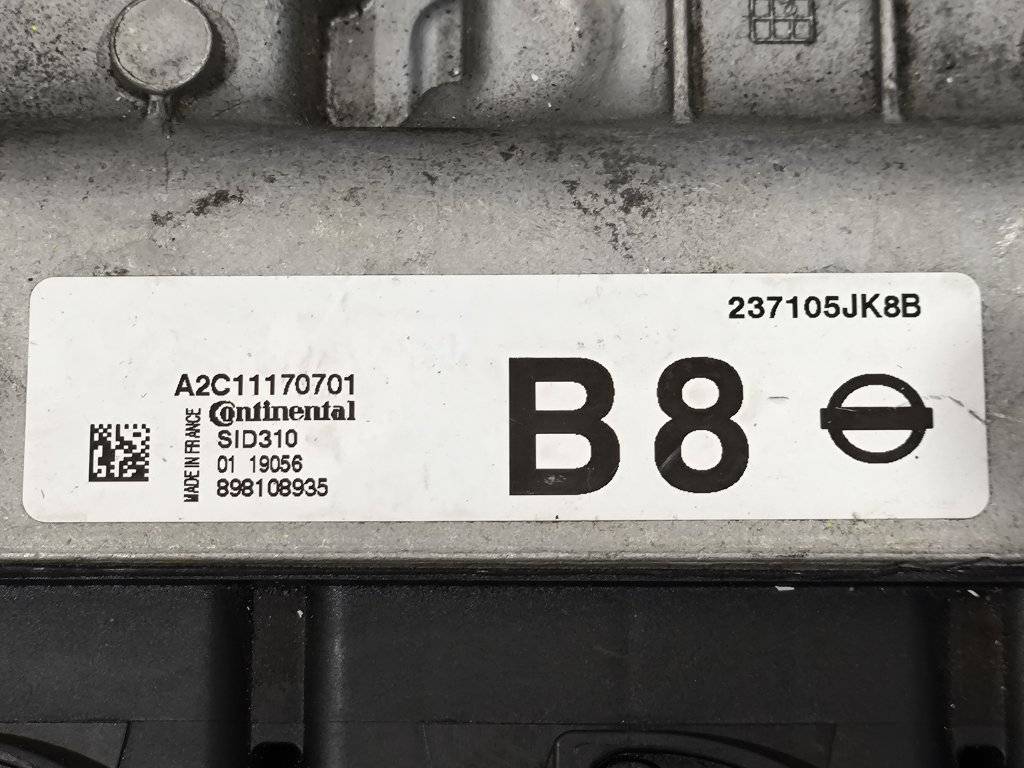 237105JK8B
A2C11170701
Continental
MADE IN FRANCE
SID310
01 19056
898108935
B8